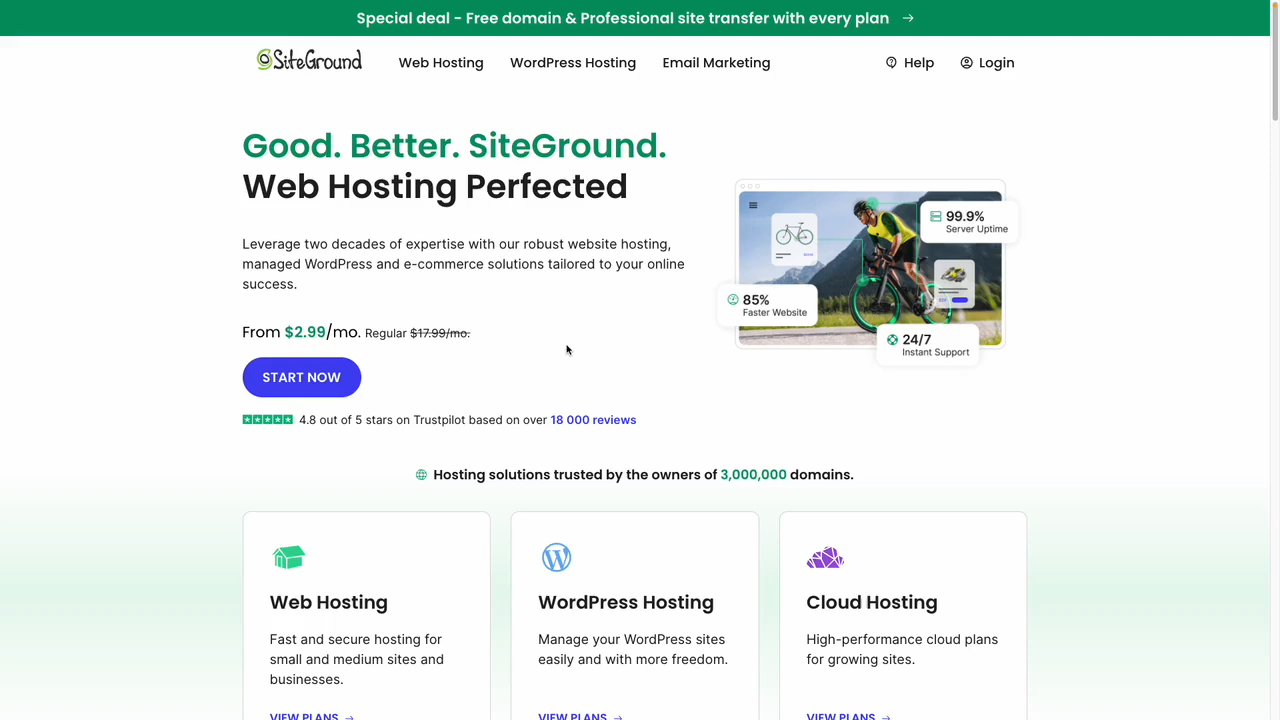 Special deal - Free domain & Professional site transfer with every plan →
SiteGround
Web Hosting
WordPress Hosting
Email Marketing
Help
Login
Good. Better. SiteGround.
Web Hosting Perfected
Leverage two decades of expertise with our robust website hosting,
managed WordPress and e-commerce solutions tailored to your online
success.
From $2.99/mo. Regular $17.99/mo.
START NOW
4.8 out of 5 stars on Trustpilot based on over 18 000 reviews
99.9%
Server Uptime
85%
Faster Website
24/7
Instant Support
Hosting solutions trusted by the owners of 3,000,000 domains.
Web Hosting
Fast and secure hosting for
small and medium sites and
businesses.
VIEW PLANS →
WordPress Hosting
Manage your WordPress sites
easily and with more freedom.
VIEW PLANS →
Cloud Hosting
High-performance cloud plans
for growing sites.
VIEW PLANS →